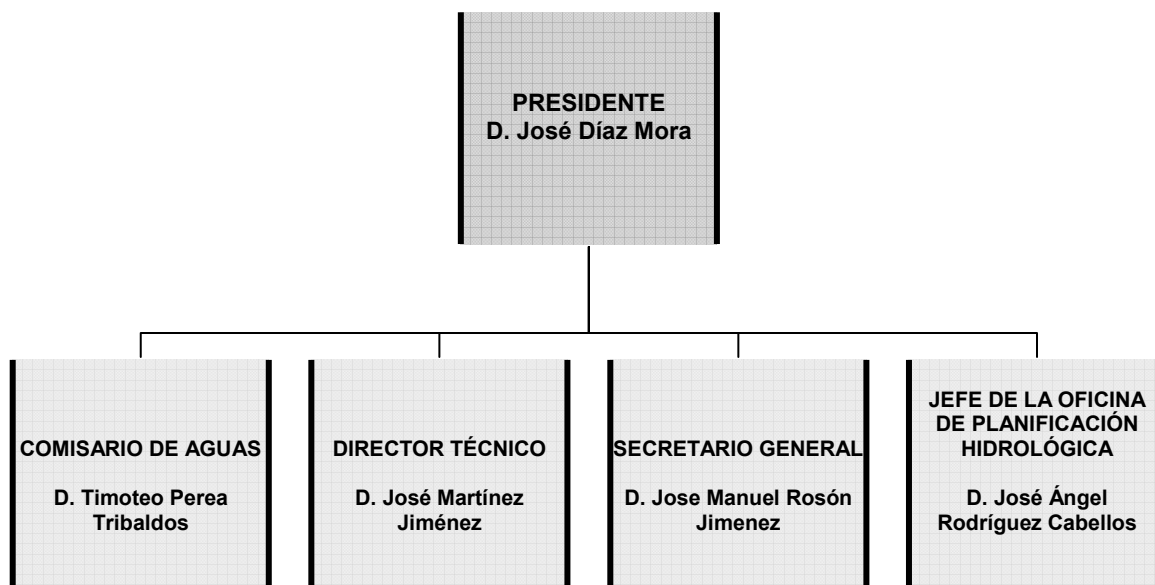 PRESIDENTE
D. José Díaz Mora
COMISARIO DE AGUAS
D. Timoteo Perea
Tribaldos
DIRECTOR TÉCNICO
D. José Martínez
Jiménez
SECRETARIO GENERAL
D. Jose Manuel Rosón
Jimenez
JEFE DE LA OFICINA
DE PLANIFICACIÓN
HIDROLÓGICA
D. José Ángel
Rodríguez Cabellos